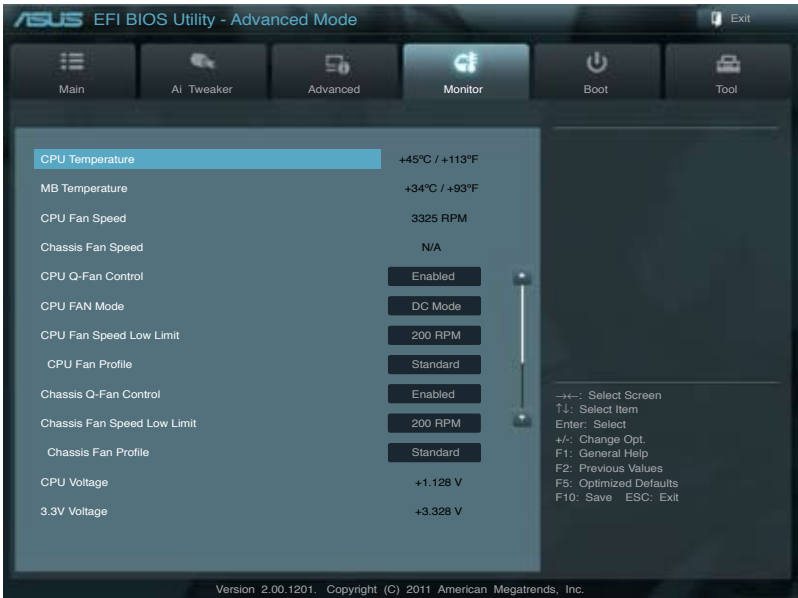 ASUS EFI BIOS Utility - Advanced Mode
Exit
Main Ai Tweaker Advanced Monitor Boot Tool
CPU Temperature +45ºC / +113ºF
MB Temperature +34ºC / +93ºF
CPU Fan Speed 3325 RPM
Chassis Fan Speed N/A
CPU Q-Fan Control Enabled
CPU FAN Mode DC Mode
CPU Fan Speed Low Limit 200 RPM
CPU Fan Profile Standard
Chassis Q-Fan Control Enabled
Chassis Fan Speed Low Limit 200 RPM
Chassis Fan Profile Standard
CPU Voltage +1.128 V
3.3V Voltage +3.328 V
→←: Select Screen
↑↓: Select Item
Enter: Select
+/-: Change Opt.
F1: General Help
F2: Previous Values
F5: Optimized Defaults
F10: Save ESC: Exit
Version 2.00.1201. Copyright (C) 2011 American Megatrends, Inc.